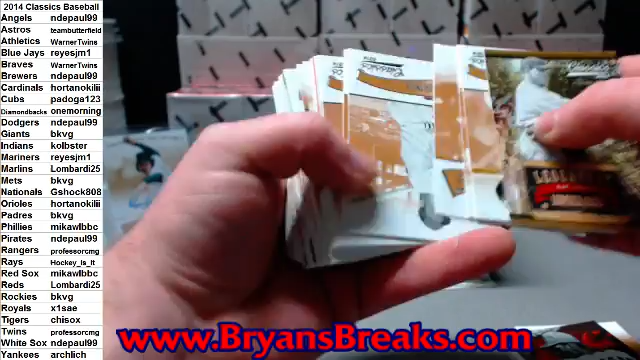 2014 Classics Baseball
Angels ndepaul99
Astros teambutterfield
Athletics WarnerTwins
Blue Jays reyesjm1
Braves WarnerTwins
Brewers ndepaul99
Cardinals hortanokilii
Cubs padoga123
Diamondbacks onemorning
Dodgers ndepaul99
Giants bkvg
Indians kolbster
Mariners reyesjm1
Marlins Lombardi25
Mets bkvg
Nationals Gshock808
Orioles hortanokilii
Padres bkvg
Phillies mikawlbbc
Pirates ndepaul99
Rangers professorcmg
Rays Hockey_Is_It
Red Sox mikawlbbc
Reds Lombardi25
Rockies bkvg
Royals x1sae
Tigers chisox
Twins professorcmg
White Sox ndepaul99
Yankees archlich
www.BryansBreaks.com